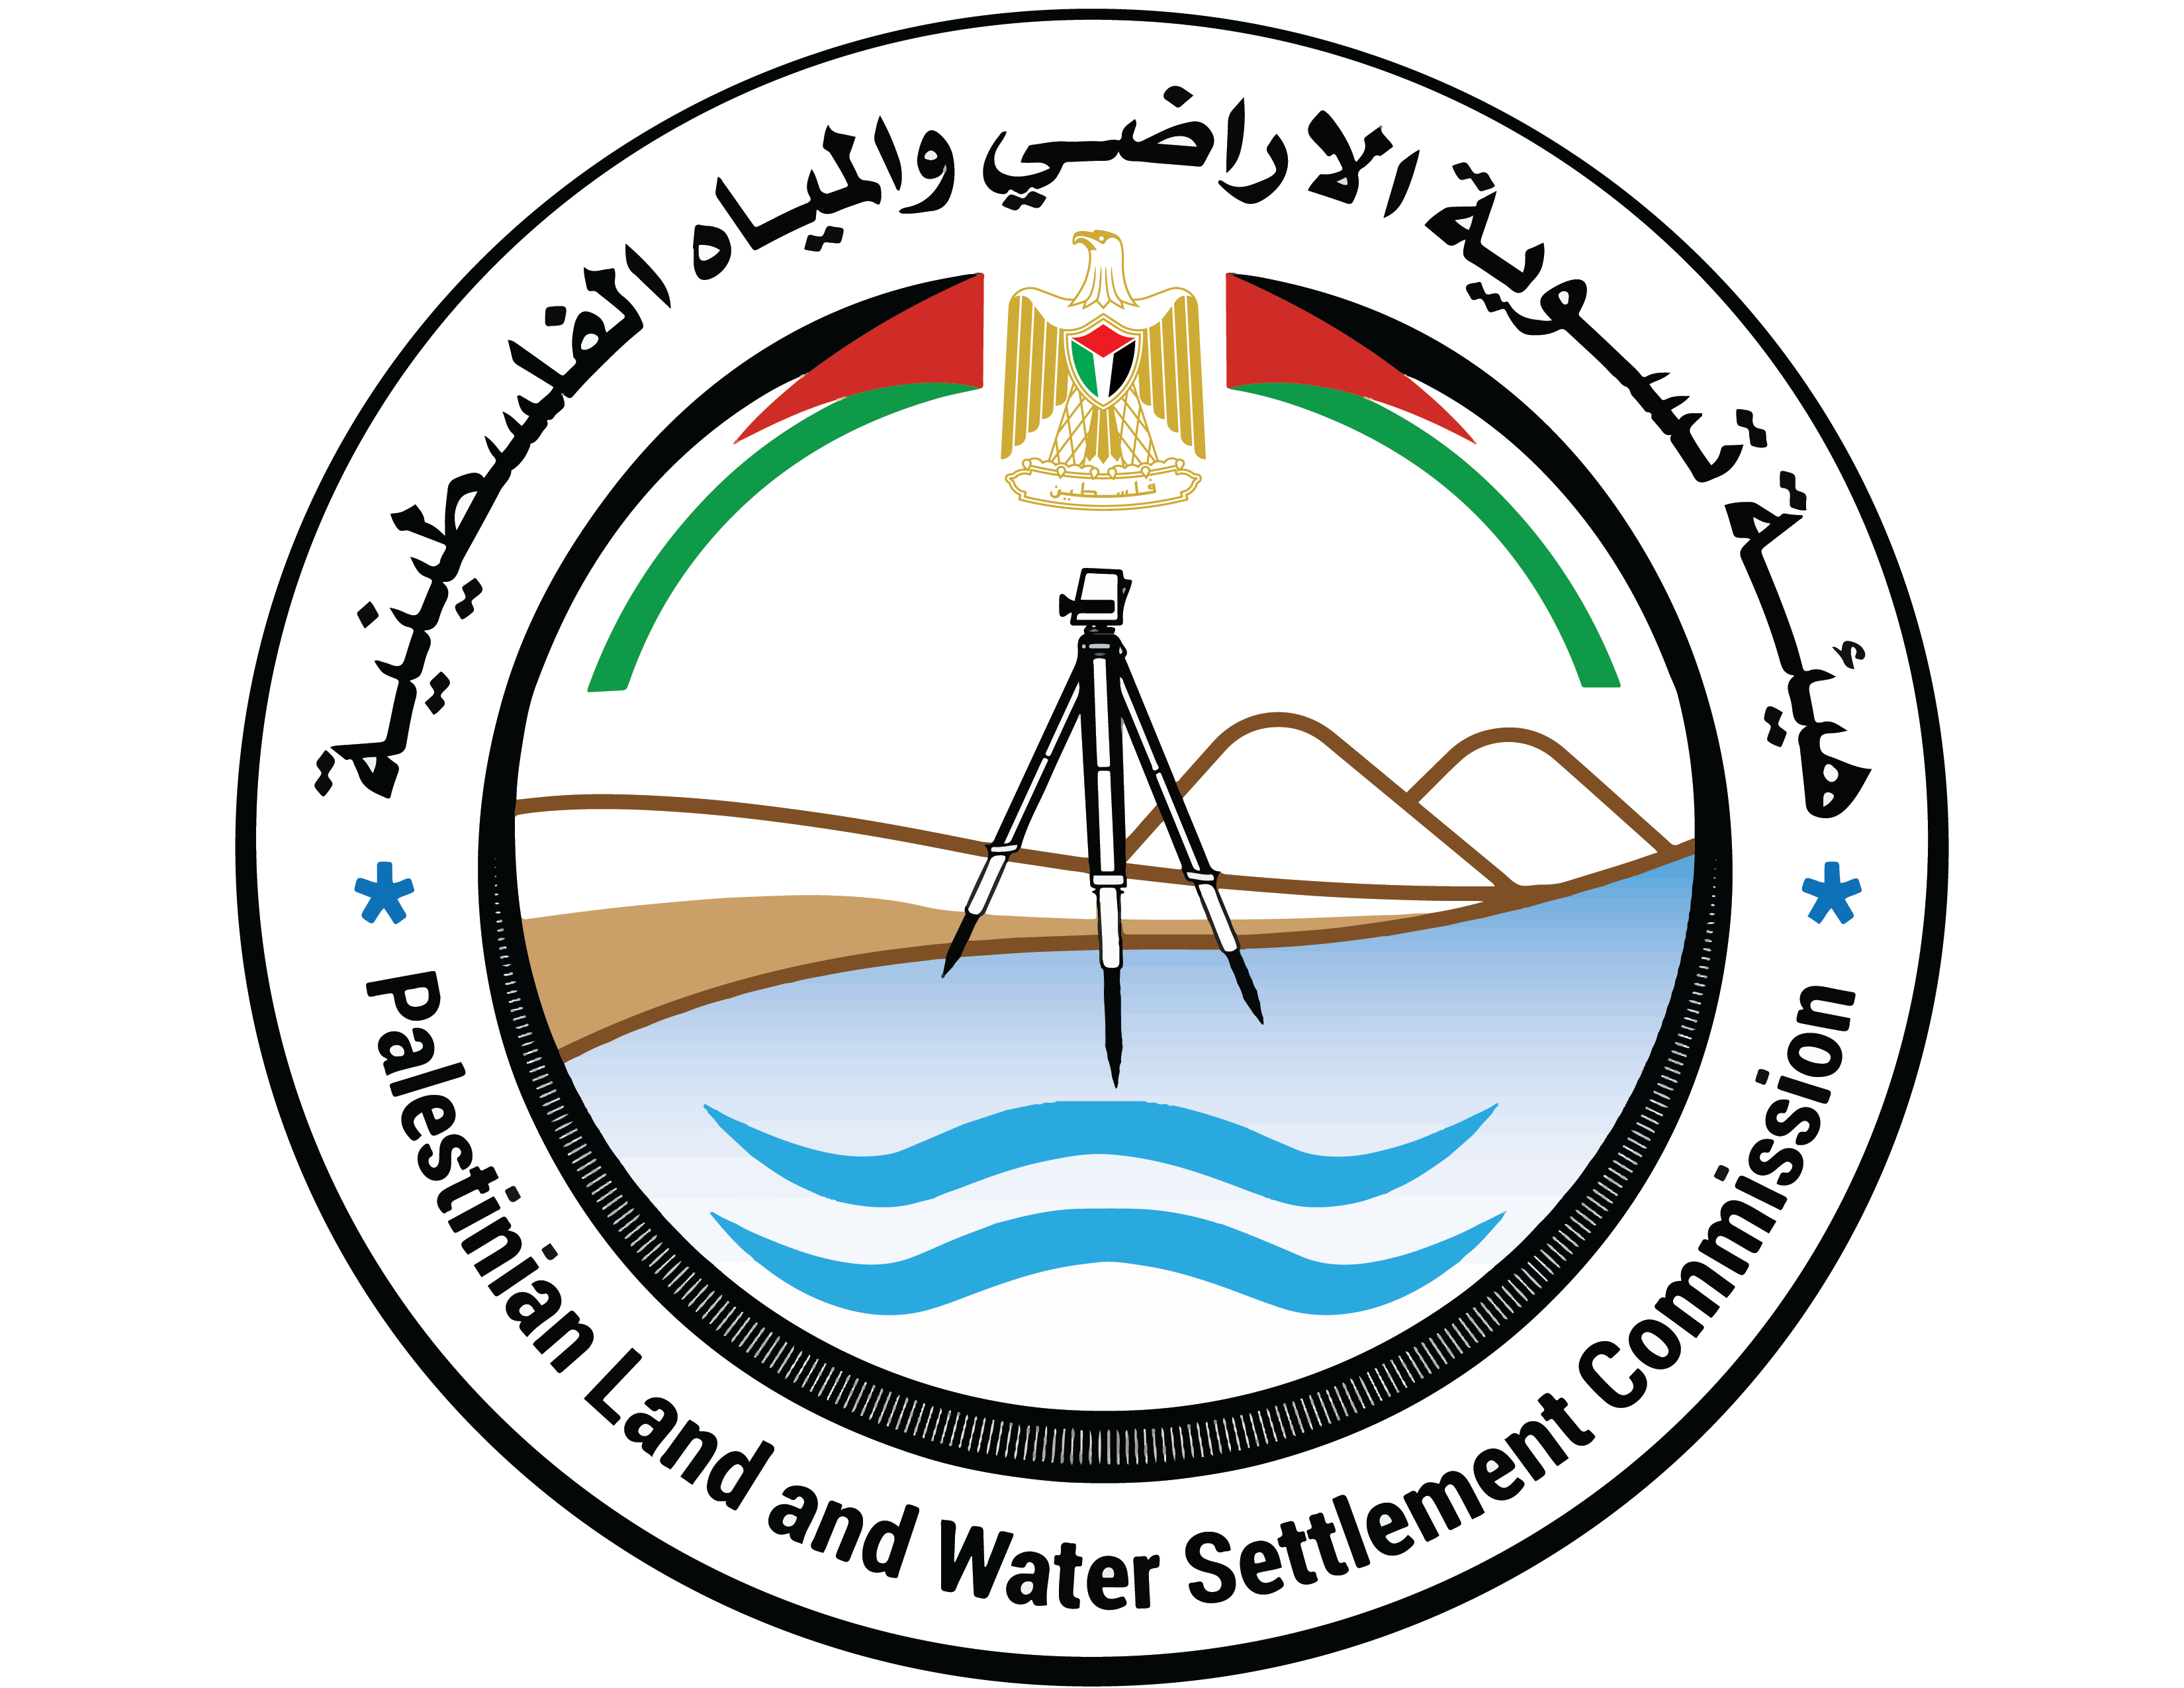 هيئة تسوية الاراضي والمياه الفلسطينية
فلسطين
Palestinian Land and Water Settlement Commission